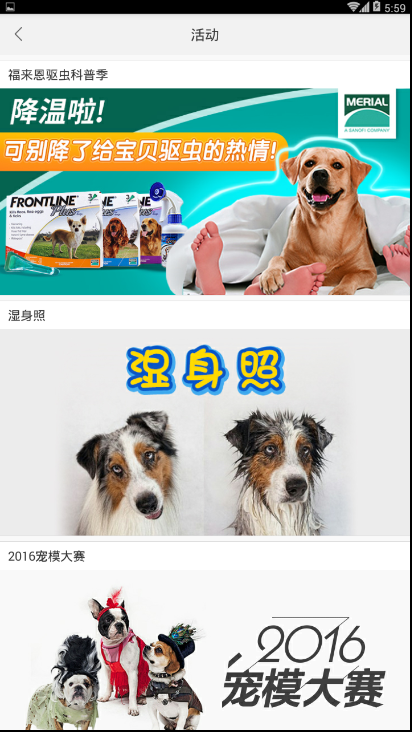 5:59
活动
福来恩驱虫科普季
降温啦!
可别降了给宝贝驱虫的热情!
MERIAL
A SANOFI COMPANY
FRONTLINE
Plus
湿身照
湿身照
2016宠模大赛
2016
宠模大赛